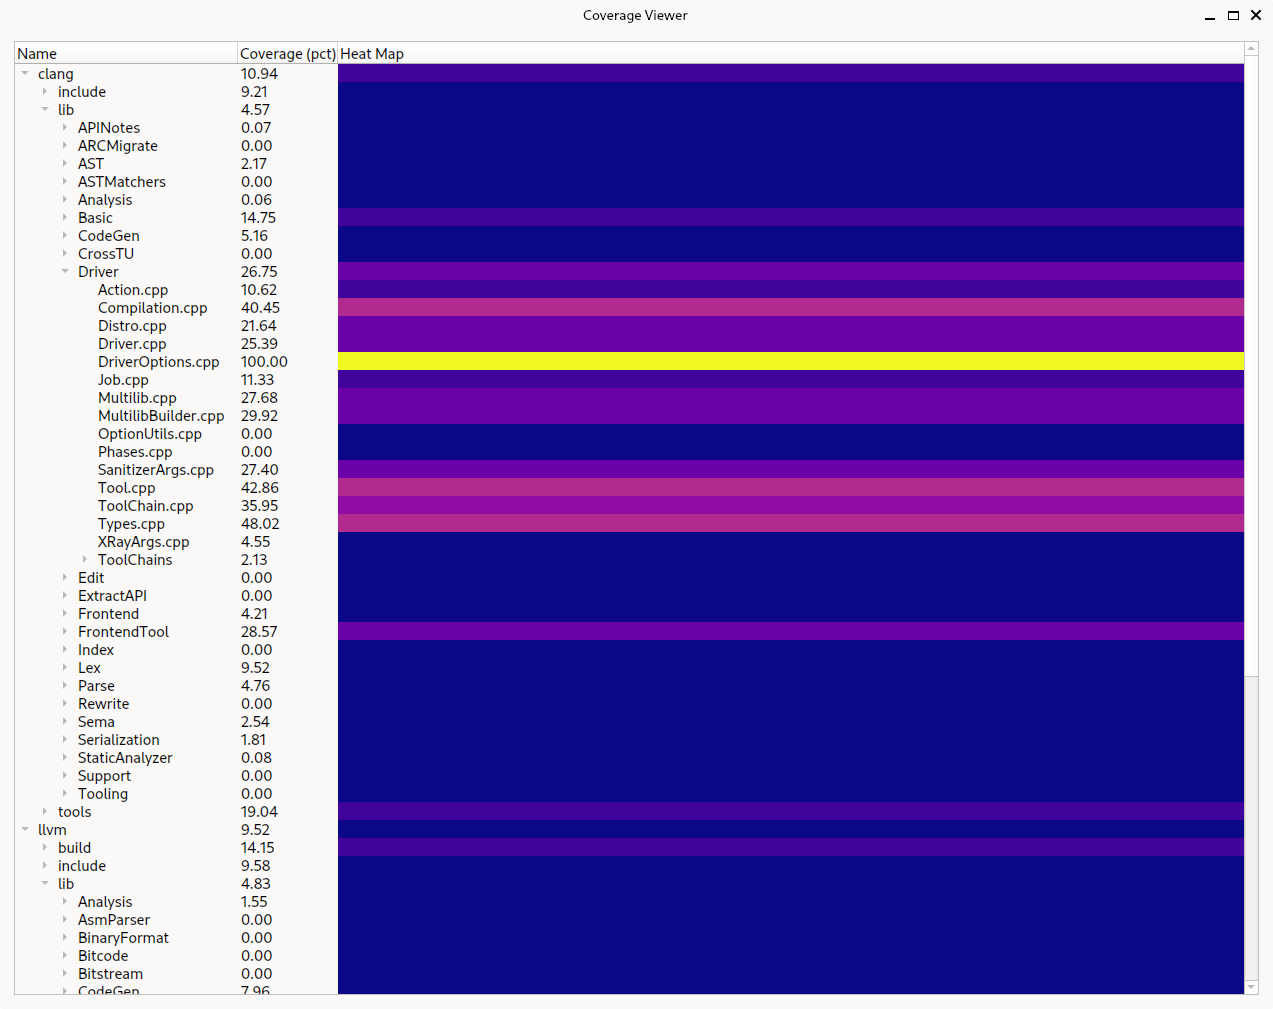 Coverage Viewer
Name Coverage (pct) Heat Map
clang 10.94
include 9.21
lib 4.57
APINotes 0.07
ARCMigrate 0.00
AST 2.17
ASTMatchers 0.00
Analysis 0.06
Basic 14.75
CodeGen 5.16
CrossTU 0.00
Driver 26.75
Action.cpp 10.62
Compilation.cpp 40.45
Distro.cpp 21.64
Driver.cpp 25.39
DriverOptions.cpp 100.00
Job.cpp 11.33
Multilib.cpp 27.68
MultilibBuilder.cpp 29.92
OptionUtils.cpp 0.00
Phases.cpp 0.00
SanitizerArgs.cpp 27.40
Tool.cpp 42.86
ToolChain.cpp 35.95
Types.cpp 48.02
XRayArgs.cpp 4.55
ToolChains 2.13
Edit 0.00
ExtractAPI 0.00
Frontend 4.21
FrontendTool 28.57
Index 0.00
Lex 9.52
Parse 4.76
Rewrite 0.00
Sema 2.54
Serialization 1.81
StaticAnalyzer 0.08
Support 0.00
Tooling 0.00
tools 19.04
llvm 9.52
build 14.15
include 9.58
lib 4.83
Analysis 1.55
AsmParser 0.00
BinaryFormat 0.00
Bitcode 0.00
Bitstream 0.00
CodeGen 7.96